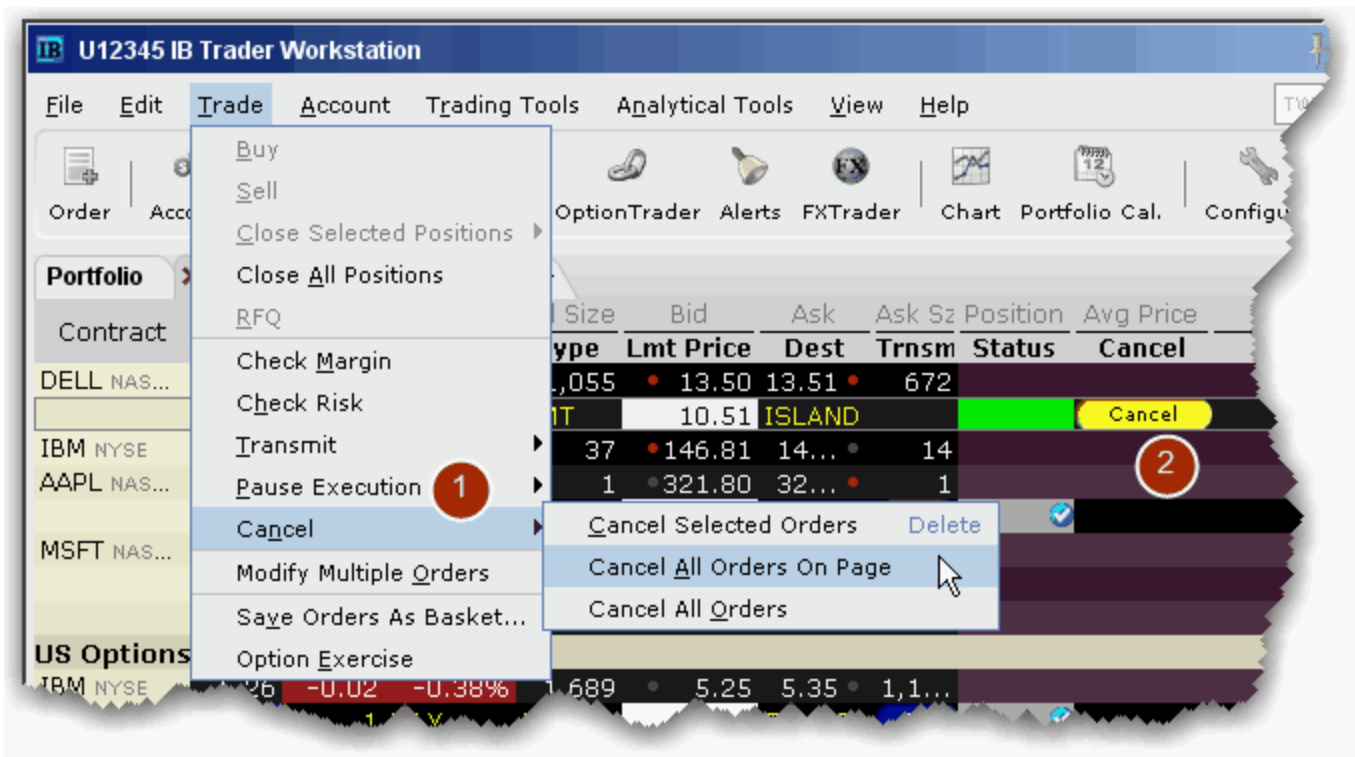 IB U12345 IB Trader Workstation
File Edit Trade Account Trading Tools Analytical Tools View Help
Order OptionTrader Alerts FXTrader Chart Portfolio Cal.
12
FX
Buy
Sell
Close Selected Positions
Close All Positions
RFQ
Check Margin
Check Risk
Transmit
Pause Execution 1
Cancel
Modify Multiple Orders
Save Orders As Basket...
Option Exercise
Cancel Selected Orders Delete
Cancel All Orders On Page
Cancel All Orders
Portfolio
Contract Size Bid Ask Ask Sz Position Avg Price
Lmt Price Dest Trnsm Status Cancel
DELL NAS... ,055 13.50 13.51 672
10.51 ISLAND Cancel
IBM NYSE 37 146.81 14... 14
2
AAPL NAS... 1 321.80 32... 1
MSFT NAS...
US Options
IBM NYSE 26 -0.02 -0.38% 1,689 5.25 5.35 1,1...